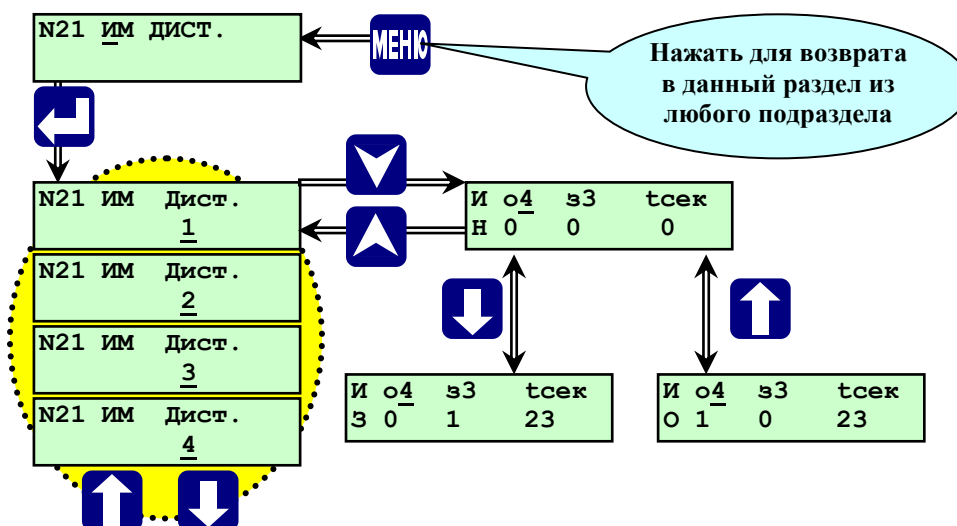 N21 ИМ ДИСТ.
МЕНЮ
Нажать для возврата
в данный раздел из
любого подраздела
N21 ИМ Дист.
1
И о4 з3 tсек
Н 0 0 0
N21 ИМ Дист.
2
N21 ИМ Дист.
3
N21 ИМ Дист.
4
И о4 з3 tсек
З 0 1 23
И о4 з3 tсек
О 1 0 23